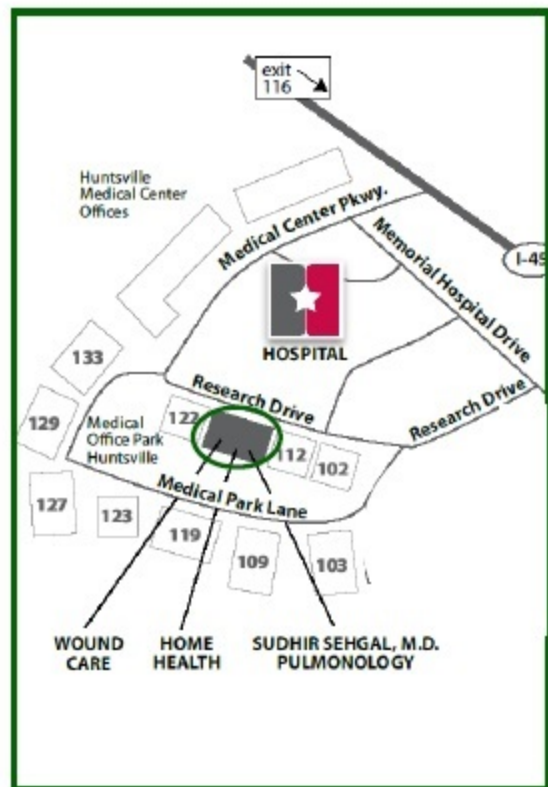 exit
116
Huntsville
Medical Center
Offices
Medical Center Pkwy.
Memorial Hospital Drive
I-45
HOSPITAL
133
Research Drive
Research Drive
129
122
Medical
Office Park
Huntsville
112
102
Medical Park Lane
127
123
119
109
103
WOUND
CARE
HOME
HEALTH
SUDHIR SEHGAL, M.D.
PULMONOLOGY